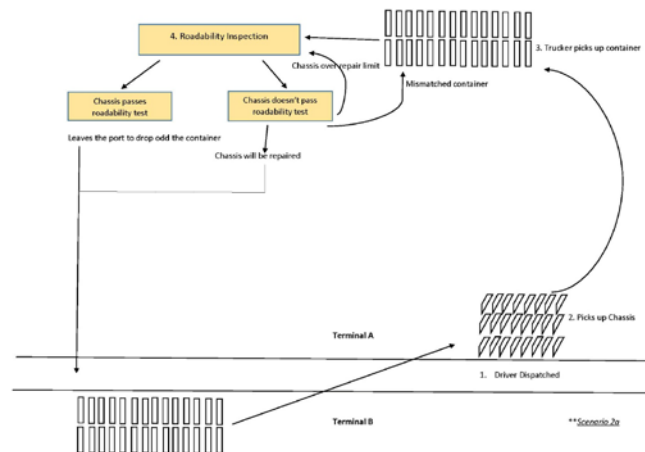 4. Roadability Inspection
3. Trucker picks up container
Chassis over repair limit
Mismatched container
Chassis passes
roadability test
Chassis doesn't pass
roadability test
Leaves the port to drop odd the container
Chassis will be repaired
2. Picks up Chassis
Terminal A
1. Driver Dispatched
Terminal B
**Scenario 2a